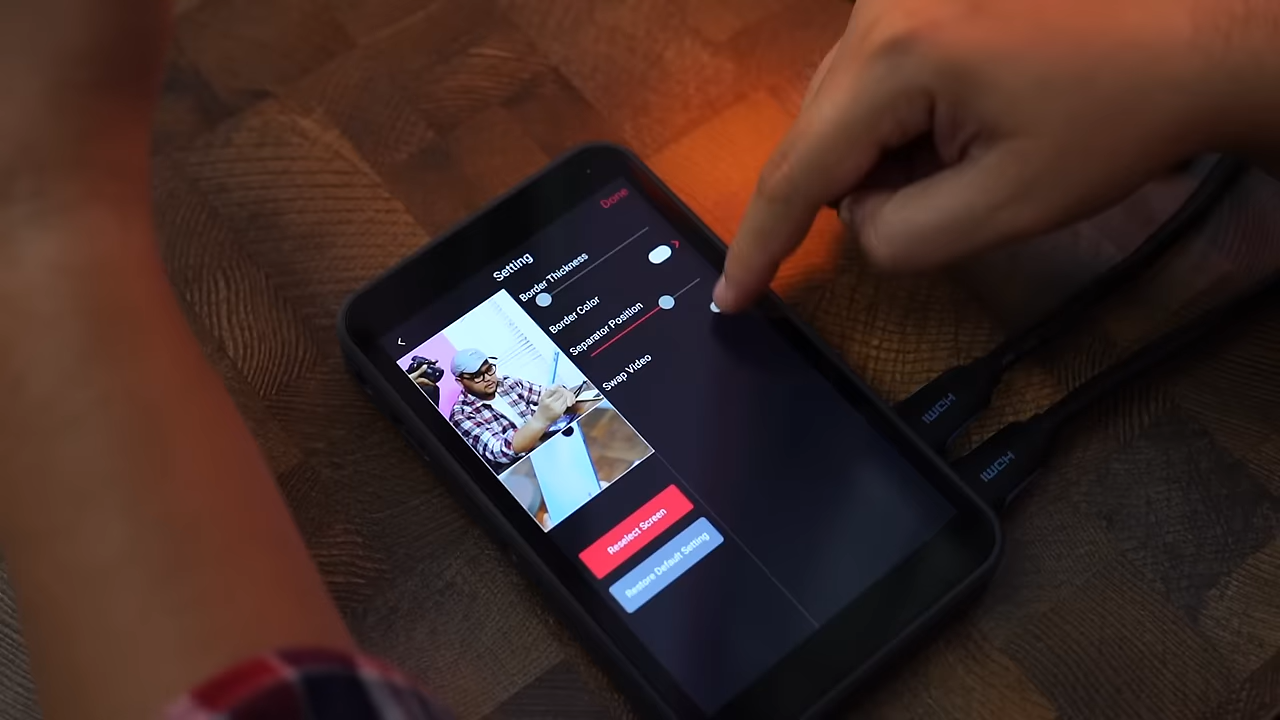 Done
Setting
Border Thickness
Border Color
Separator Position
Swap Video
Reselect Screen
Restore Default Setting
HDMI
HDMI